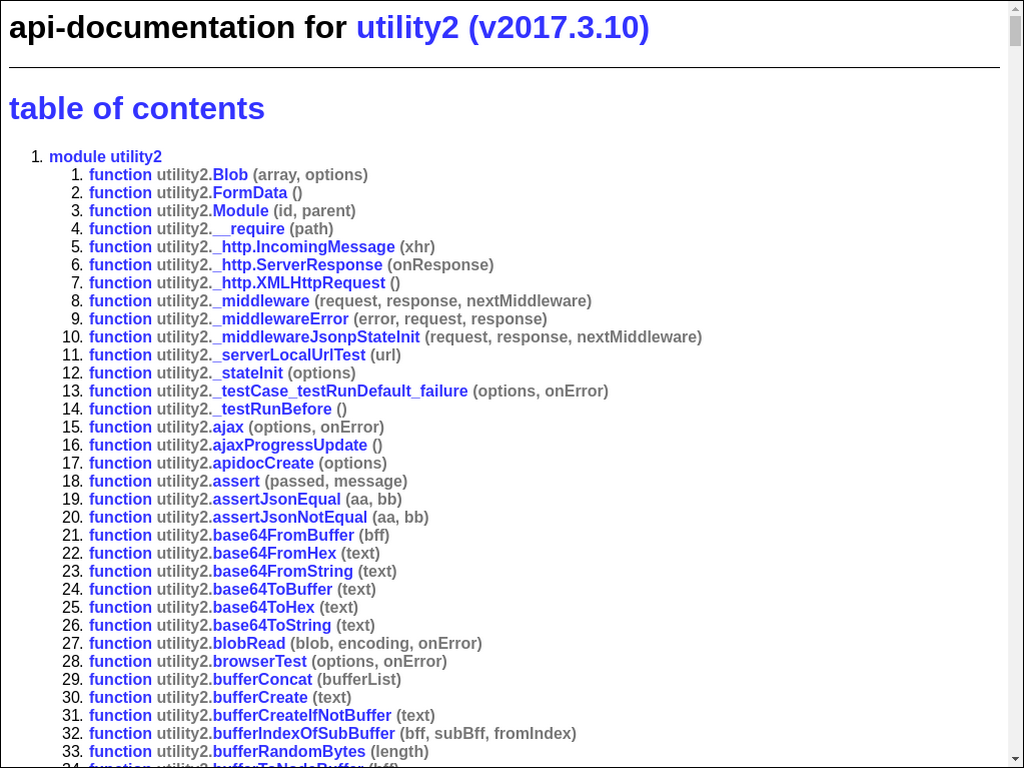 api-documentation for utility2 (v2017.3.10)
table of contents
1. module utility2
1. function utility2.Blob (array, options)
2. function utility2.FormData ()
3. function utility2.Module (id, parent)
4. function utility2.__require (path)
5. function utility2._http.IncomingMessage (xhr)
6. function utility2._http.ServerResponse (onResponse)
7. function utility2._http.XMLHttpRequest ()
8. function utility2._middleware (request, response, nextMiddleware)
9. function utility2._middlewareError (error, request, response)
10. function utility2._middlewareJsonpStateInit (request, response, nextMiddleware)
11. function utility2._serverLocalUrlTest (url)
12. function utility2._stateInit (options)
13. function utility2._testCase_testRunDefault_failure (options, onError)
14. function utility2._testRunBefore ()
15. function utility2.ajax (options, onError)
16. function utility2.ajaxProgressUpdate ()
17. function utility2.apidocCreate (options)
18. function utility2.assert (passed, message)
19. function utility2.assertJsonEqual (aa, bb)
20. function utility2.assertJsonNotEqual (aa, bb)
21. function utility2.base64FromBuffer (bff)
22. function utility2.base64FromHex (text)
23. function utility2.base64FromString (text)
24. function utility2.base64ToBuffer (text)
25. function utility2.base64ToHex (text)
26. function utility2.base64ToString (text)
27. function utility2.blobRead (blob, encoding, onError)
28. function utility2.browserTest (options, onError)
29. function utility2.bufferConcat (bufferList)
30. function utility2.bufferCreate (text)
31. function utility2.bufferCreateIfNotBuffer (text)
32. function utility2.bufferIndexOfSubBuffer (bff, subBff, fromIndex)
33. function utility2.bufferRandomBytes (length)
34. function utility2.bufferToNodeBuffer (bff)